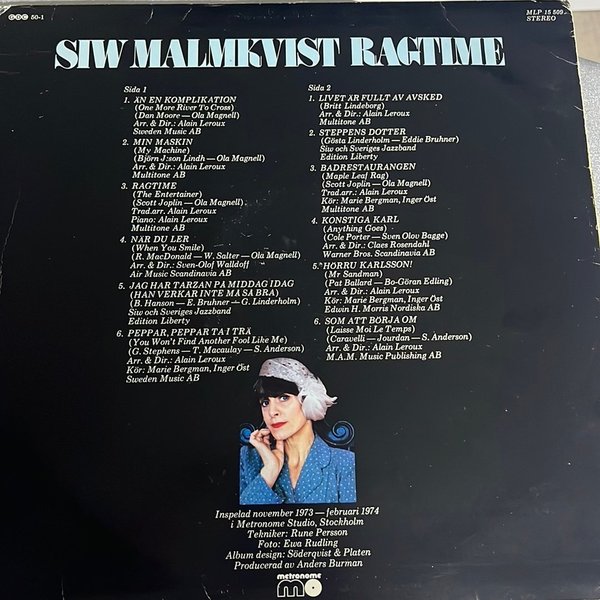 GDC 50-1
MLP 15 509
STEREO
SIW MALMKVIST RAGTIME
Sida 1
1. ÄN EN KOMPLIKATION
(One More River To Cross)
(Dan Moore — Ola Magnell)
Arr. & Dir.: Alain Leroux
Sweden Music AB
2. MIN MASKIN
(My Machine)
(Björn J:son Lindh — Ola Magnell)
Arr. & Dir.: Alain Leroux
Multitone AB
3. RAGTIME
(The Entertainer)
(Scott Joplin — Ola Magnell)
Trad.arr. Alain Leroux
Piano: Alain Leroux
Multitone AB
4. NÄR DU LER
(When You Smile)
(R. MacDonald — W. Salter — Ola Magnell)
Arr. & Dir.: Sven-Olof Walldoff
Air Music Scandinavia AB
5. JAG HAR TARZAN PÅ MIDDAG IDAG
(HAN VERKAR INTE MÅ SÅ BRA)
(B. Hanson — E. Bruhner — G. Linderholm)
Siw och Sveriges Jazzband
Edition Liberty
6. PEPPAR, PEPPAR TA I TRÄ
(You Won't Find Another Fool Like Me)
(G. Stephens — T. Macaulay — S. Anderson)
Arr. & Dir.: Alain Leroux
Kör: Marie Bergman, Inger Öst
Sweden Music AB
Sida 2
1. LIVET ÄR FULLT AV AVSKED
(Britt Lindeborg)
Arr. & Dir.: Alain Leroux
Multitone AB
2. STEPPENS DOTTER
(Gösta Linderholm — Eddie Bruhner)
Siw och Sveriges Jazzband
Edition Liberty
3. BADRESTAURANGEN
(Maple Leaf Rag)
(Scott Joplin — Ola Magnell)
Trad.arr.: Alain Leroux
Kör: Marie Bergman, Inger Öst
Multitone AB
4. KONSTIGA KARL
(Anything Goes)
(Cole Porter — Sven Olov Bagge)
Arr. & Dir.: Claes Rosendahl
Warner Bros. Scandinavia AB
5. HÖRRU KARLSSON!
(Mr Sandman)
(Pat Ballard — Bo-Göran Edling)
Arr. & Dir.: Alain Leroux
Kör: Marie Bergman, Inger Öst
Edwin H. Morris Nordiska AB
6. SOM ATT BÖRJA OM
(Laisse Moi Le Temps)
(Caravelli — Jourdan — S. Anderson)
Arr. & Dir.: Alain Leroux
M.A.M. Music Publishing AB
Inspelad november 1973 — februari 1974
i Metronome Studio, Stockholm
Tekniker: Rune Persson
Foto: Ewa Rudling
Album design: Söderqvist & Platen
Producerad av Anders Burman
metronome